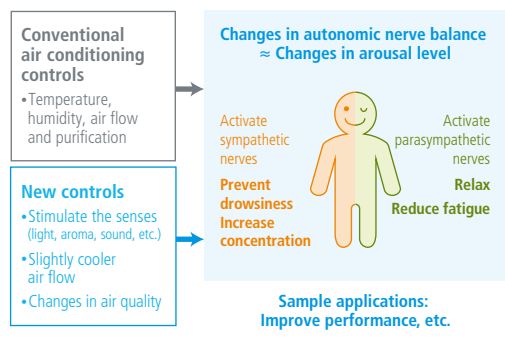 Conventional
air conditioning
controls
•Temperature,
humidity, air flow
and purification
New controls
•Stimulate the senses
(light, aroma, sound, etc.)
•Slightly cooler
air flow
•Changes in air quality
Changes in autonomic nerve balance
≈ Changes in arousal level
Activate
sympathetic
nerves
Prevent
drowsiness
Increase
concentration
Activate
parasympathetic
nerves
Relax
Reduce fatigue
Sample applications:
Improve performance, etc.